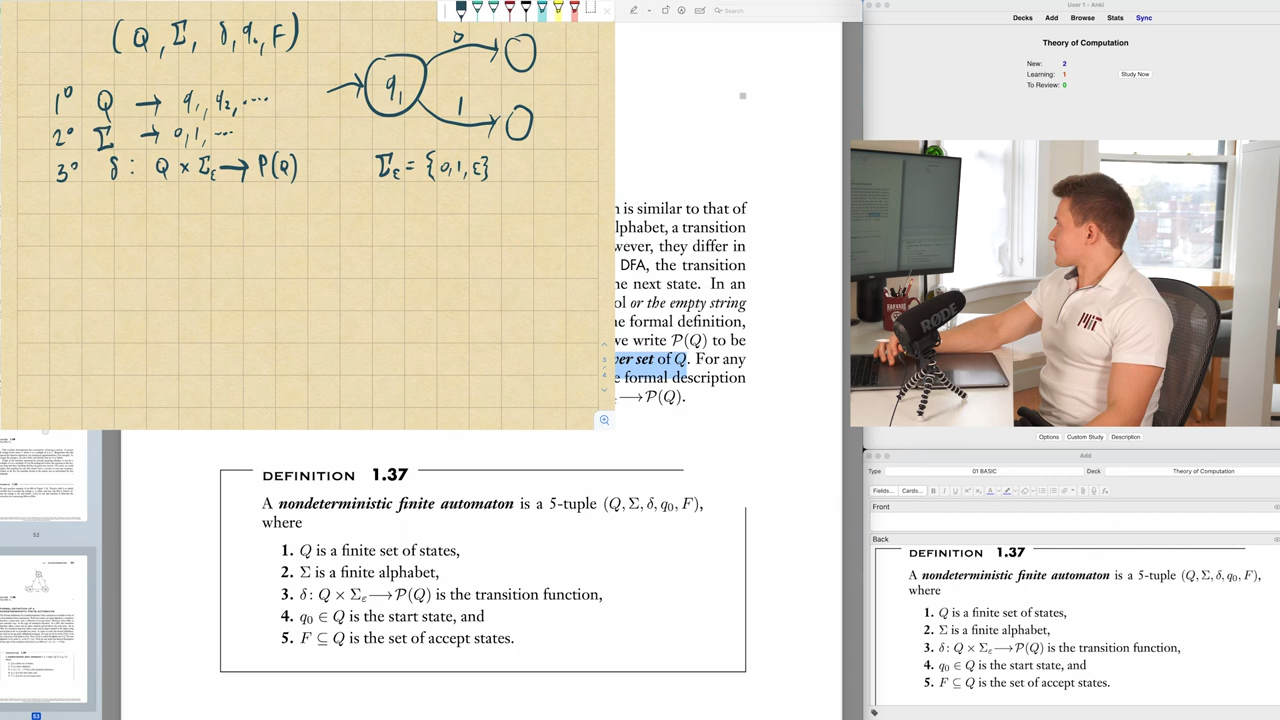 (Q, Σ, δ, q₀, F)
1° Q → q₁, q₂, ...
2° Σ → 0, 1, ...
3° δ : Q × Σε → P(Q)
q₁
0
1
Σε = {0, 1, ε}
Search
n is similar to that of
lphabet, a transition
wever, they differ in
DFA, the transition
he next state. In an
ol or the empty string
he formal definition,
we write P(Q) to be
wer set of Q. For any
e formal description
⟶P(Q).
3
/
4
DEFINITION 1.37
A nondeterministic finite automaton is a 5-tuple (Q, Σ, δ, q₀, F),
where
1. Q is a finite set of states,
2. Σ is a finite alphabet,
3. δ: Q × Σε⟶P(Q) is the transition function,
4. q₀ ∈ Q is the start state, and
5. F ⊆ Q is the set of accept states.
52
53
User 1 - Anki
Decks Add Browse Stats Sync
Theory of Computation
New: 2
Learning: 1
To Review: 0
Study Now
HARVARD
RØDE
MIT
Options Custom Study Description
Add
Type 01 BASIC Deck Theory of Computation
Fields... Cards... B I U
Front
Back
DEFINITION 1.37
A nondeterministic finite automaton is a 5-tuple (Q, Σ, δ, q₀, F),
where
1. Q is a finite set of states,
2. Σ is a finite alphabet,
3. δ: Q × Σε⟶P(Q) is the transition function,
4. q₀ ∈ Q is the start state, and
5. F ⊆ Q is the set of accept states.